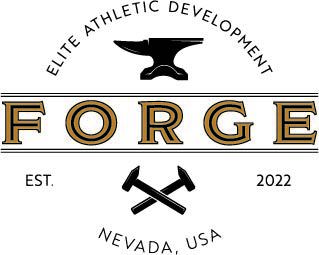 ELITE ATHLETIC DEVELOPMENT
FORGE
EST. 2022
NEVADA, USA